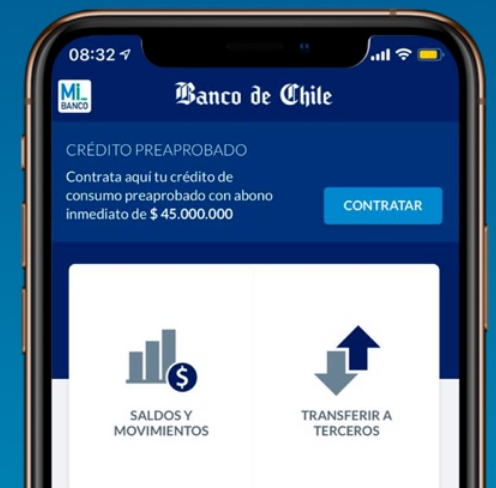 08:32
Mi_
BANCO
Banco de Chile
CRÉDITO PREAPROBADO
Contrata aquí tu crédito de
consumo preaprobado con abono
inmediato de $ 45.000.000
CONTRATAR
$
SALDOS Y
MOVIMIENTOS
TRANSFERIR A
TERCEROS